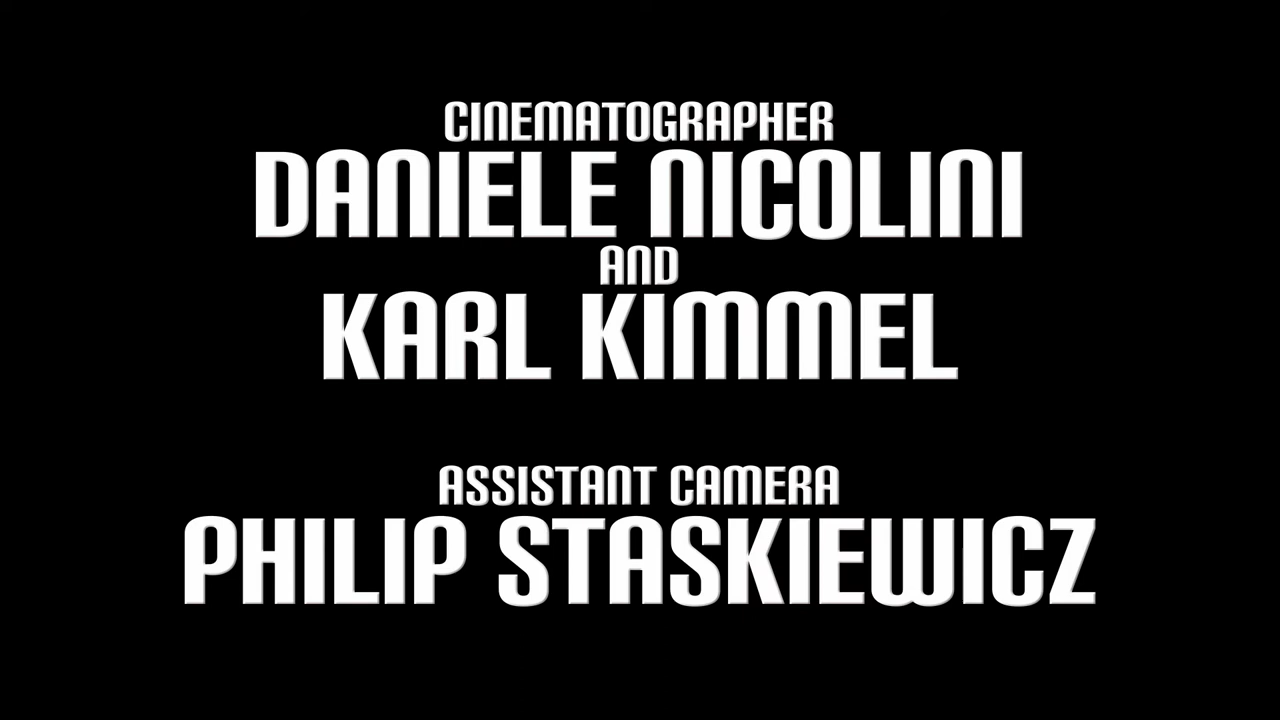 CINEMATOGRAPHER
DANIELE NICOLINI
AND
KARL KIMMEL
ASSISTANT CAMERA
PHILIP STASKIEWICZ